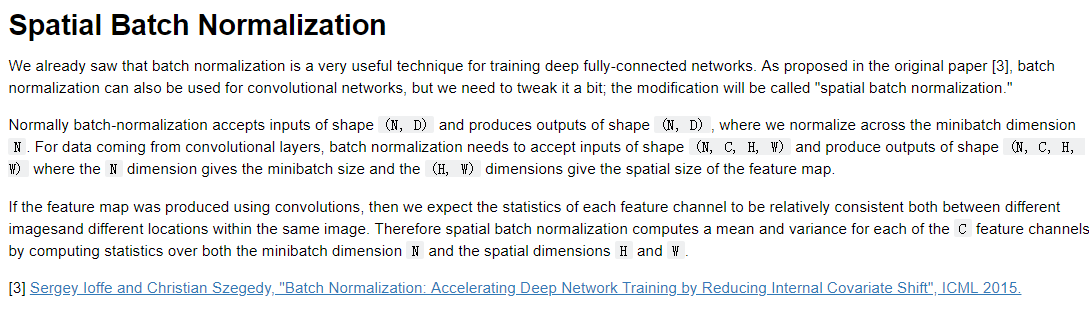 Spatial Batch Normalization
We already saw that batch normalization is a very useful technique for training deep fully-connected networks. As proposed in the original paper [3], batch
normalization can also be used for convolutional networks, but we need to tweak it a bit; the modification will be called "spatial batch normalization."
Normally batch-normalization accepts inputs of shape (N, D) and produces outputs of shape (N, D) , where we normalize across the minibatch dimension
N . For data coming from convolutional layers, batch normalization needs to accept inputs of shape (N, C, H, W) and produce outputs of shape (N, C, H,
W) where the N dimension gives the minibatch size and the (H, W) dimensions give the spatial size of the feature map.
If the feature map was produced using convolutions, then we expect the statistics of each feature channel to be relatively consistent both between different
imagesand different locations within the same image. Therefore spatial batch normalization computes a mean and variance for each of the C feature channels
by computing statistics over both the minibatch dimension N and the spatial dimensions H and W .
[3] Sergey Ioffe and Christian Szegedy, "Batch Normalization: Accelerating Deep Network Training by Reducing Internal Covariate Shift", ICML 2015.